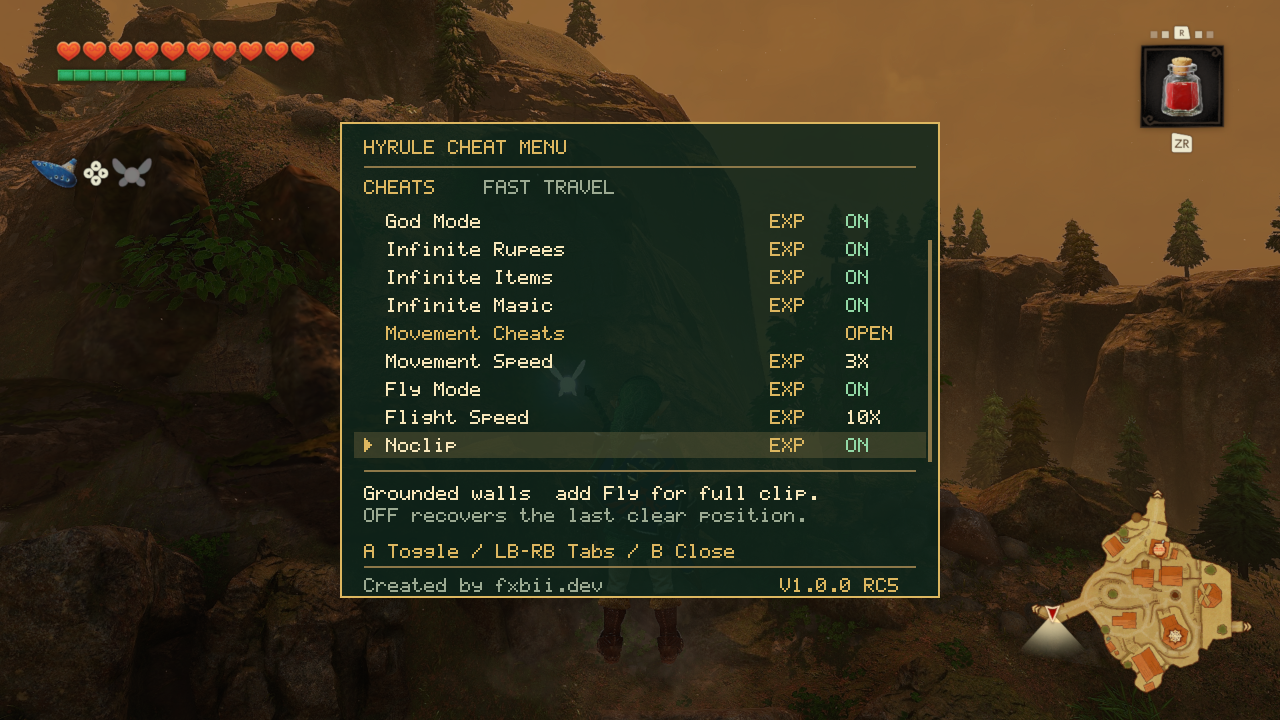 R
ZR
HYRULE CHEAT MENU
CHEATS FAST TRAVEL
God Mode EXP ON
Infinite Rupees EXP ON
Infinite Items EXP ON
Infinite Magic EXP ON
Movement Cheats OPEN
Movement Speed EXP 3X
Fly Mode EXP ON
Flight Speed EXP 10X
Noclip EXP ON
Grounded walls add Fly for full clip.
OFF recovers the last clear position.
A Toggle / LB-RB Tabs / B Close
Created by fxbii.dev V1.0.0 RC5